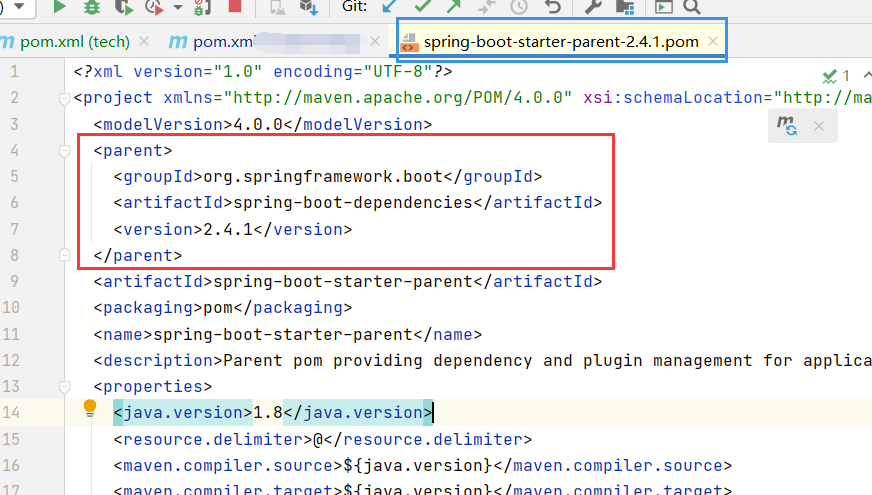 Git:
pom.xml (tech)
pom.xml
spring-boot-starter-parent-2.4.1.pom
1
1 <?xml version="1.0" encoding="UTF-8"?>
2 <project xmlns="http://maven.apache.org/POM/4.0.0" xsi:schemaLocation="http://ma
3 <modelVersion>4.0.0</modelVersion>
4 <parent>
5 <groupId>org.springframework.boot</groupId>
6 <artifactId>spring-boot-dependencies</artifactId>
7 <version>2.4.1</version>
8 </parent>
9 <artifactId>spring-boot-starter-parent</artifactId>
10 <packaging>pom</packaging>
11 <name>spring-boot-starter-parent</name>
12 <description>Parent pom providing dependency and plugin management for applica
13 <properties>
14 <java.version>1.8</java.version>
15 <resource.delimiter>@</resource.delimiter>
16 <maven.compiler.source>${java.version}</maven.compiler.source>
17 <maven.compiler.target>${java.version}</maven.compiler.target>